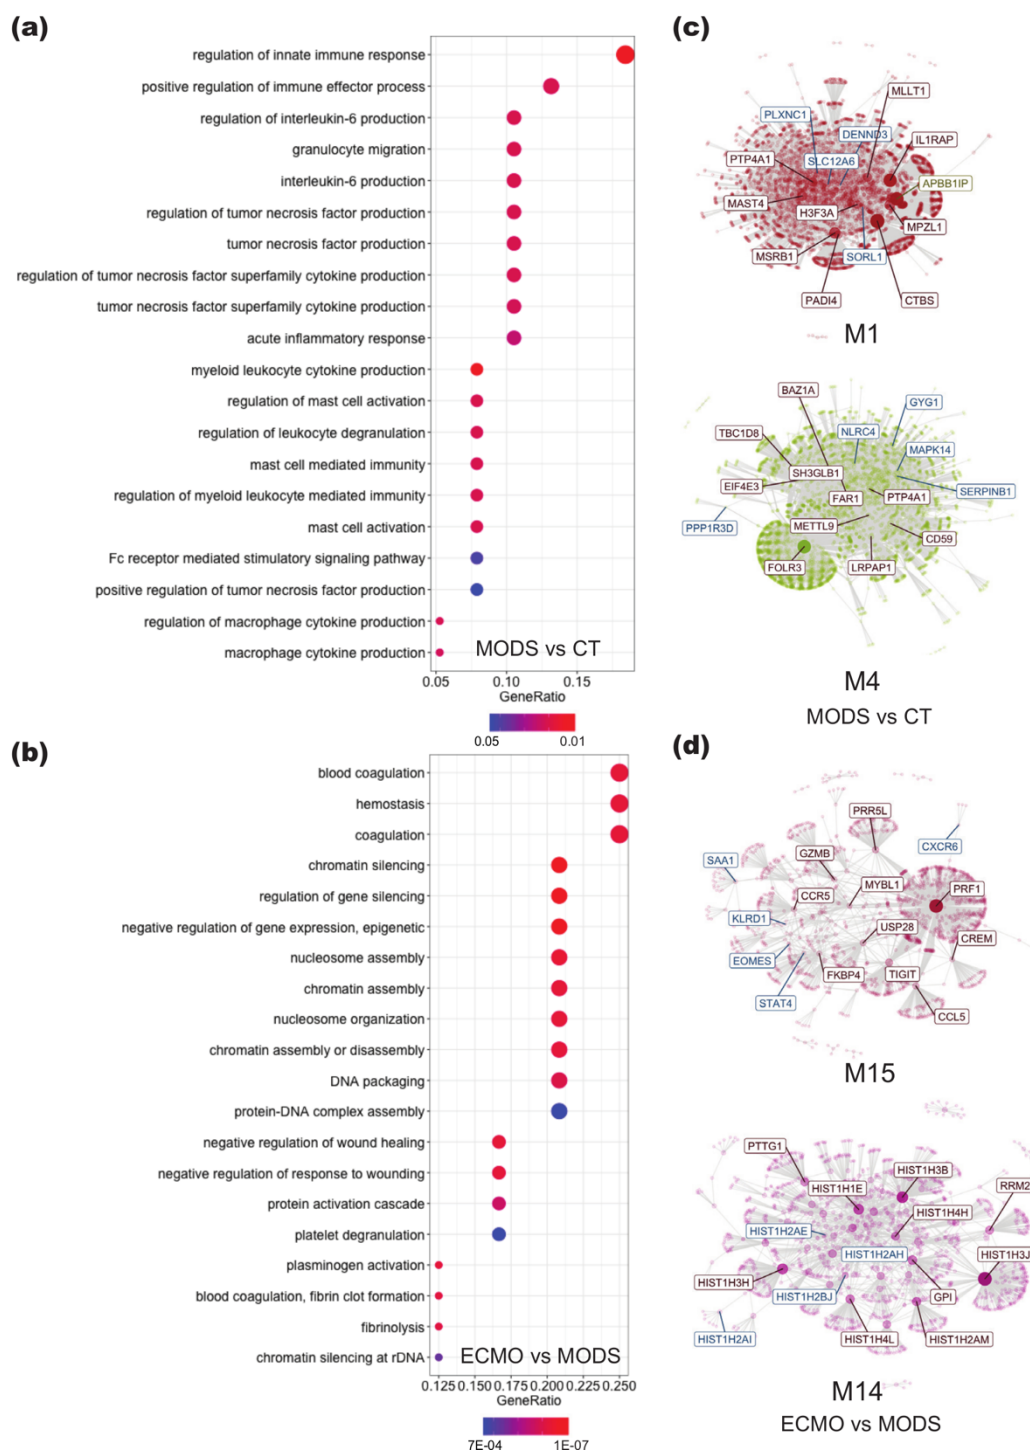 (a)
regulation of innate immune response
positive regulation of immune effector process
regulation of interleukin-6 production
granulocyte migration
interleukin-6 production
regulation of tumor necrosis factor production
tumor necrosis factor production
regulation of tumor necrosis factor superfamily cytokine production
tumor necrosis factor superfamily cytokine production
acute inflammatory response
myeloid leukocyte cytokine production
regulation of mast cell activation
regulation of leukocyte degranulation
mast cell mediated immunity
regulation of myeloid leukocyte mediated immunity
mast cell activation
Fc receptor mediated stimulatory signaling pathway
positive regulation of tumor necrosis factor production
regulation of macrophage cytokine production
macrophage cytokine production
MODS vs CT
0.05 0.10 0.15
GeneRatio
0.05 0.01
(b)
blood coagulation
hemostasis
coagulation
chromatin silencing
regulation of gene silencing
negative regulation of gene expression, epigenetic
nucleosome assembly
chromatin assembly
nucleosome organization
chromatin assembly or disassembly
DNA packaging
protein-DNA complex assembly
negative regulation of wound healing
negative regulation of response to wounding
protein activation cascade
platelet degranulation
plasminogen activation
blood coagulation, fibrin clot formation
fibrinolysis
chromatin silencing at rDNA
ECMO vs MODS
0.125 0.150 0.175 0.200 0.225 0.250
GeneRatio
7E-04 1E-07
(c)
MLLT1
PLXNC1
DENND3
IL1RAP
SLC12A6
PTP4A1
APBB1IP
MAST4
H3F3A
MPZL1
MSRB1
SORL1
PADI4
CTBS
M1
BAZ1A
GYG1
TBC1D8
NLRC4
MAPK14
SH3GLB1
EIF4E3
SERPINB1
FAR1
PTP4A1
PPP1R3D
METTL9
CD59
FOLR3
LRPAP1
M4
MODS vs CT
(d)
PRR5L
CXCR6
SAA1
GZMB
MYBL1
PRF1
CCR5
KLRD1
USP28
CREM
EOMES
FKBP4
TIGIT
STAT4
CCL5
M15
PTTG1
HIST1H3B
HIST1H1E
RRM2
HIST1H4H
HIST1H2AE
HIST1H2AH
HIST1H3J
HIST1H3H
HIST1H2BJ
GPI
HIST1H2AI
HIST1H4L
HIST1H2AM
M14
ECMO vs MODS